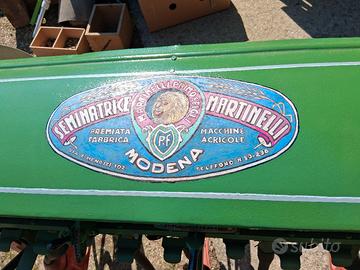 SEMINATRICE
MARTINELLI
PREMIATA
FABBRICA
MACCHINE
AGRICOLE
PF
MODENA
TELEFONO N.
subito